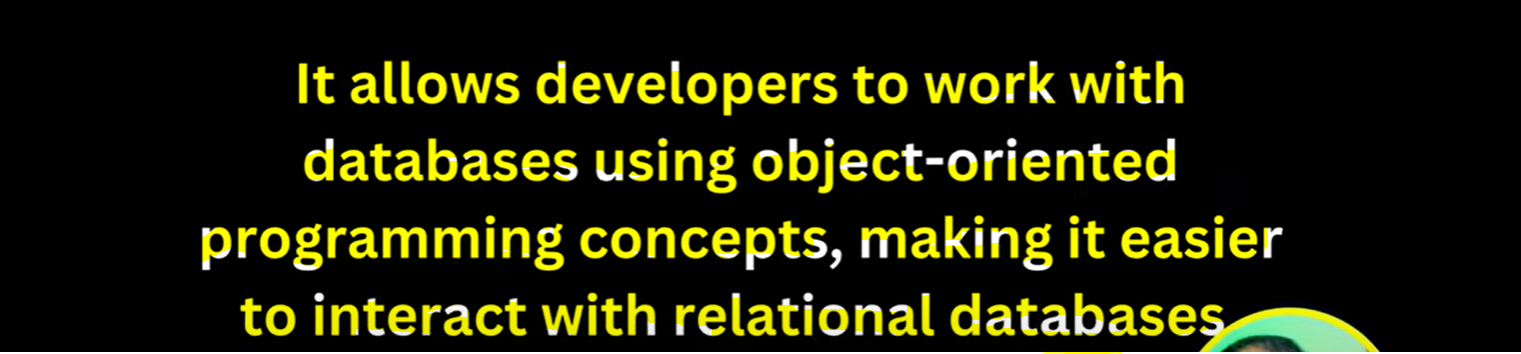 It allows developers to work with
databases using object-oriented
programming concepts, making it easier
to interact with relational databases